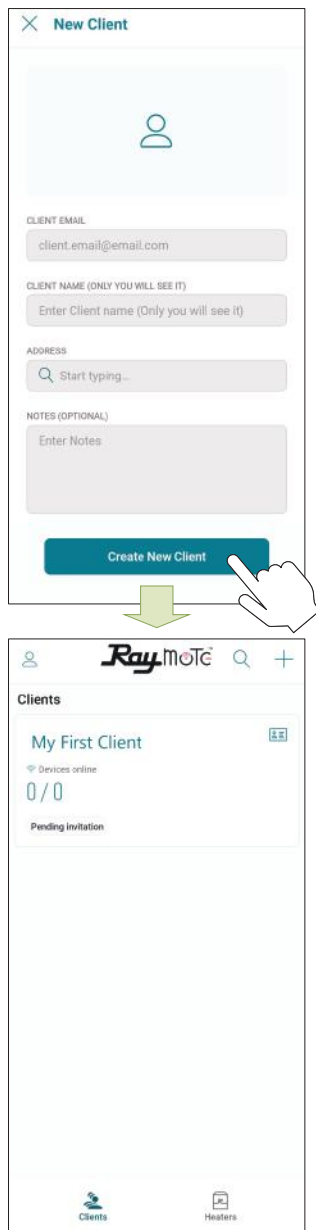 New Client
CLIENT EMAIL
client.email@email.com
CLIENT NAME (ONLY YOU WILL SEE IT)
Enter Client name (Only you will see it)
ADDRESS
Start typing...
NOTES (OPTIONAL)
Enter Notes
Create New Client
RayMOTE™
Clients
My First Client
Devices online
0 / 0
Pending invitation
Clients
Heaters